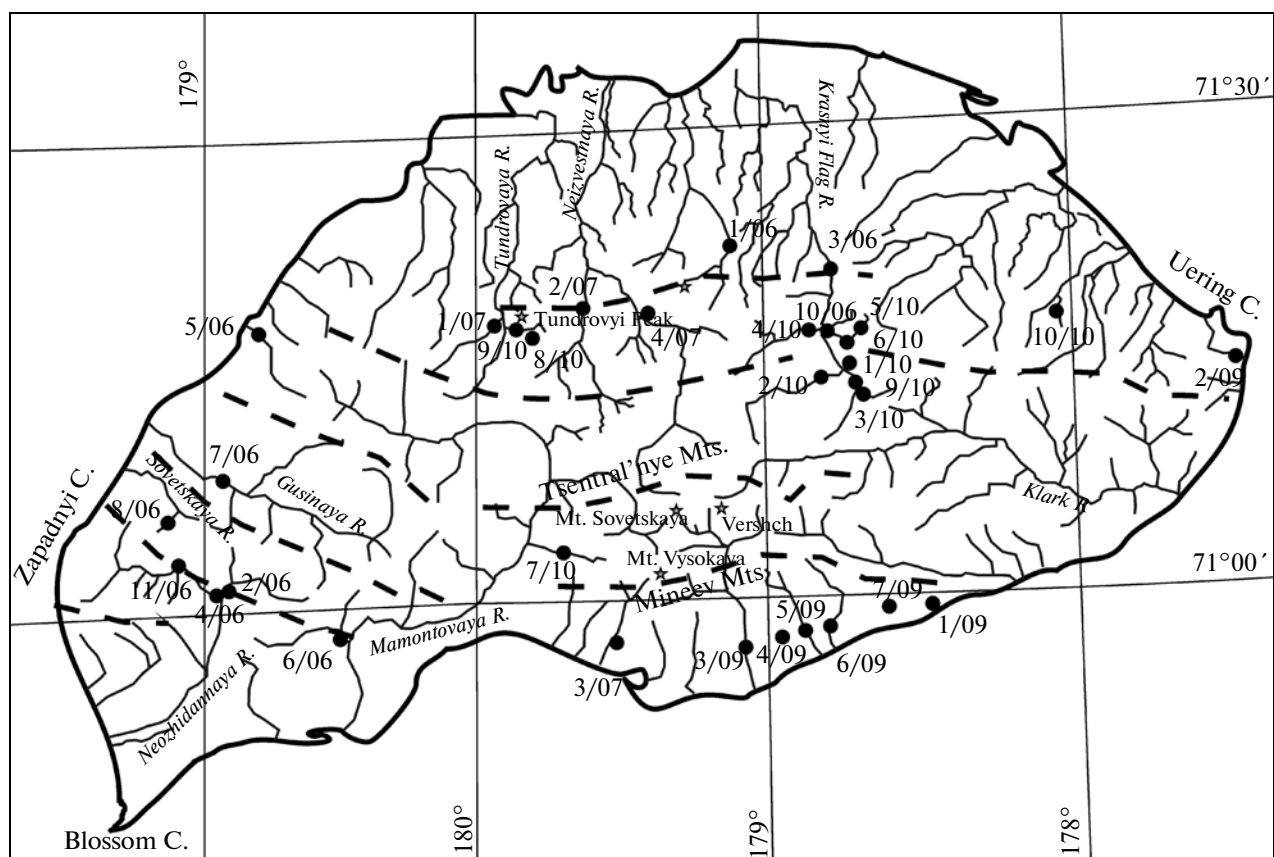 179°
71°30′
Krasnyi Flag R.
Neizvestnaya R.
Tundrovaya R.
1/06
3/06
Uering C.
2/07
5/06
1/07
Tundrovyi Peak
4/07
9/10
8/10
10/06
5/10
4/10
6/10
10/10
1/10
2/10
9/10
2/09
3/10
Zapadnyi C.
Sovetskaya R.
7/06
Gusinaya R.
Tsentral’nye Mts.
Klark R.
8/06
Mt. Sovetskaya
Vershch
11/06
2/06
4/06
7/10
Mt. Vysokaya
Mineev Mts.
71°00′
7/09
5/09
1/09
6/06
Mamontovaya R.
3/09
4/09
6/09
3/07
Neozhidannaya R.
Blossom C.
180°
179°
178°